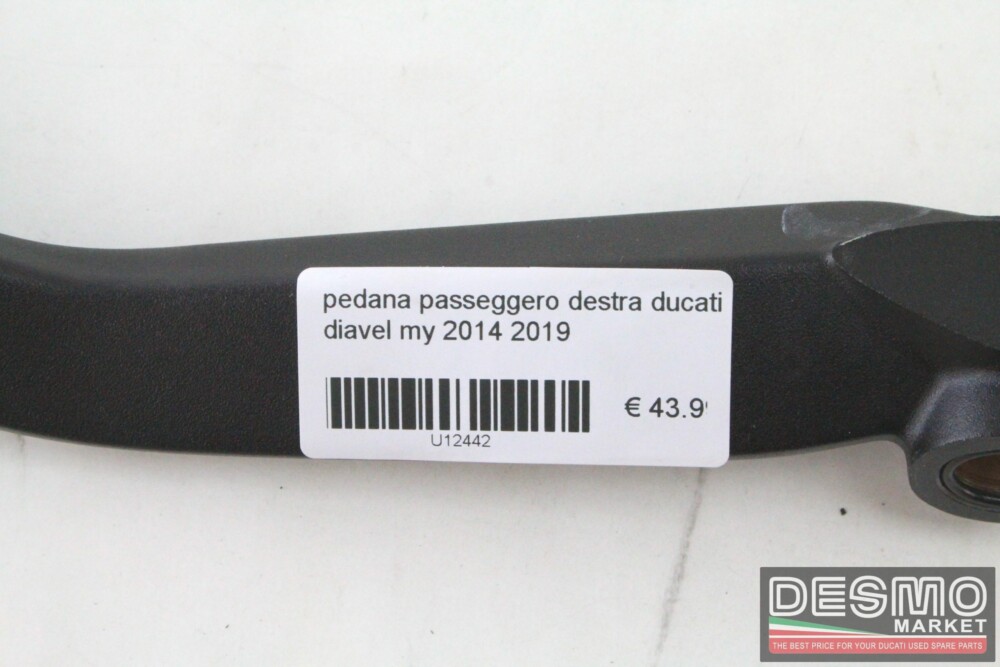 pedana passeggero destra ducati
diavel my 2014 2019
€ 43.9
U12442
DESMO
MARKET
THE BEST PRICE FOR YOUR DUCATI USED SPARE PARTS